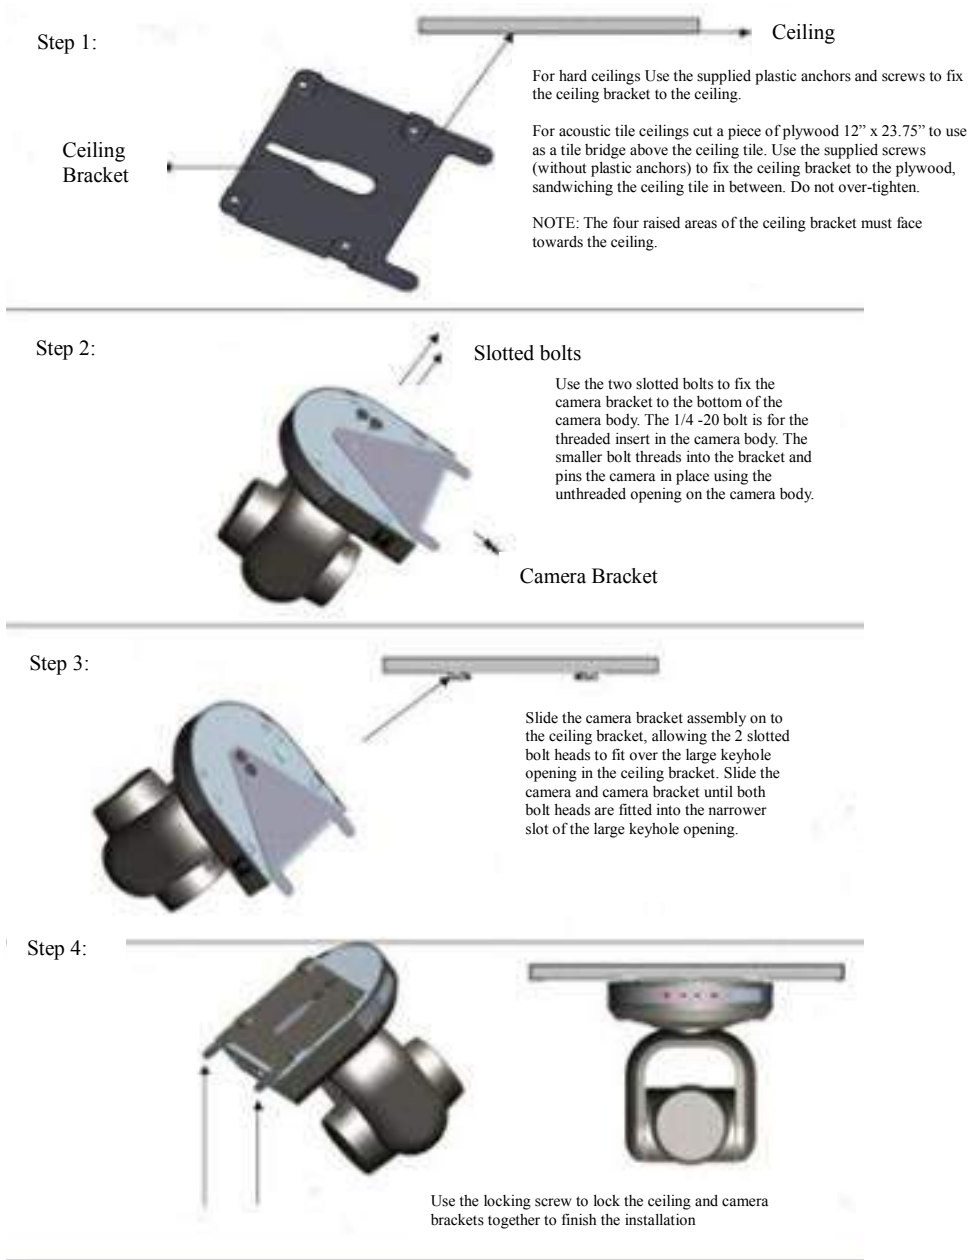 Step 1:
Ceiling
For hard ceilings Use the supplied plastic anchors and screws to fix
the ceiling bracket to the ceiling.
For acoustic tile ceilings cut a piece of plywood 12” x 23.75” to use
as a tile bridge above the ceiling tile. Use the supplied screws
(without plastic anchors) to fix the ceiling bracket to the plywood,
sandwiching the ceiling tile in between. Do not over-tighten.
NOTE: The four raised areas of the ceiling bracket must face
towards the ceiling.
Ceiling
Bracket
Step 2:
Slotted bolts
Use the two slotted bolts to fix the
camera bracket to the bottom of the
camera body. The 1/4 -20 bolt is for the
threaded insert in the camera body. The
smaller bolt threads into the bracket and
pins the camera in place using the
unthreaded opening on the camera body.
Camera Bracket
Step 3:
Slide the camera bracket assembly on to
the ceiling bracket, allowing the 2 slotted
bolt heads to fit over the large keyhole
opening in the ceiling bracket. Slide the
camera and camera bracket until both
bolt heads are fitted into the narrower
slot of the large keyhole opening.
Step 4:
Use the locking screw to lock the ceiling and camera
brackets together to finish the installation